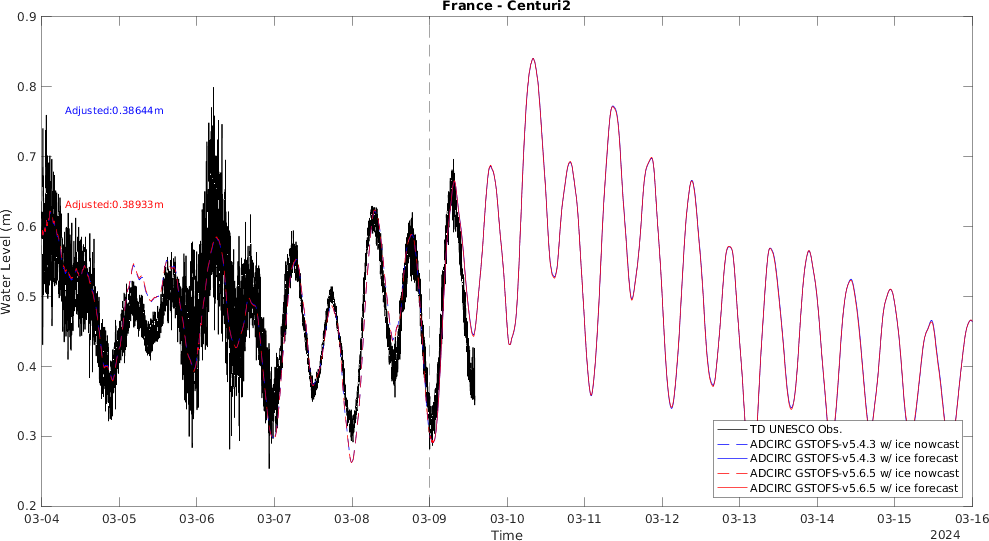 France - Centuri2
0.9
0.8
0.7
0.6
0.5
0.4
0.3
0.2
Water Level (m)
Adjusted:0.38644m
Adjusted:0.38933m
TD UNESCO Obs.
ADCIRC GSTOFS-v5.4.3 w/ ice nowcast
ADCIRC GSTOFS-v5.4.3 w/ ice forecast
ADCIRC GSTOFS-v5.6.5 w/ ice nowcast
ADCIRC GSTOFS-v5.6.5 w/ ice forecast
03-04 03-05 03-06 03-07 03-08 03-09 03-10 03-11 03-12 03-13 03-14 03-15 03-16
Time
2024